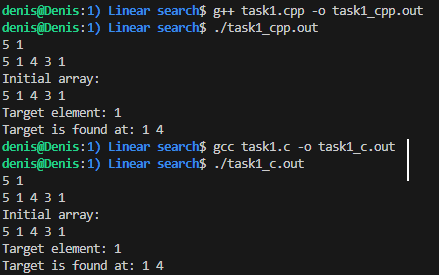 denis@Denis:1) Linear search$ g++ task1.cpp -o task1_cpp.out
denis@Denis:1) Linear search$ ./task1_cpp.out
5 1
5 1 4 3 1
Initial array:
5 1 4 3 1
Target element: 1
Target is found at: 1 4
denis@Denis:1) Linear search$ gcc task1.c -o task1_c.out
denis@Denis:1) Linear search$ ./task1_c.out
5 1
5 1 4 3 1
Initial array:
5 1 4 3 1
Target element: 1
Target is found at: 1 4